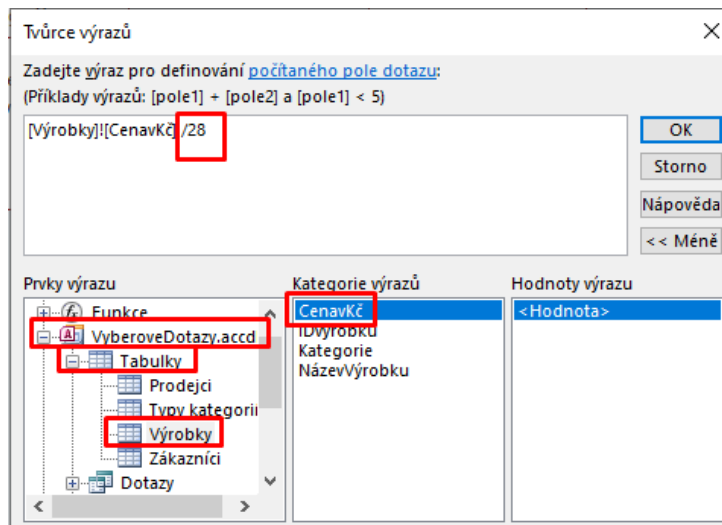 Tvůrce výrazů
Zadejte výraz pro definování počítaného pole dotazu:
(Příklady výrazů: [pole1] + [pole2] a [pole1] < 5)
[Výrobky]![CenavKč] /28
OK
Storno
Nápověda
<< Méně
Prvky výrazu
Funkce
VyberoveDotazy.accd
Tabulky
Prodejci
Typy kategorii
Výrobky
Zákazníci
Dotazy
Kategorie výrazů
CenavKč
IDVýrobku
Kategorie
NázevVýrobku
Hodnoty výrazu
<Hodnota>